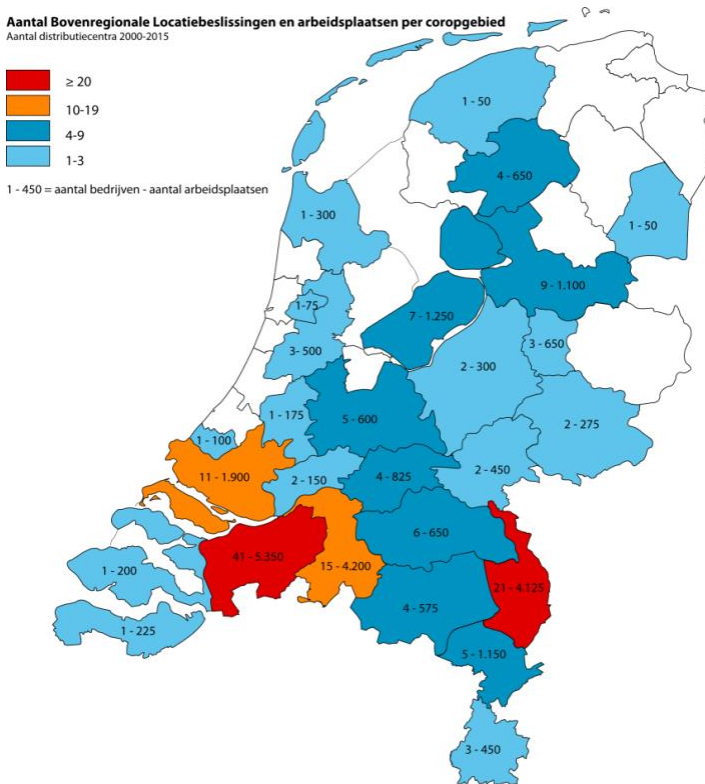 Aantal Bovenregionale Locatiebeslissingen en arbeidsplaatsen per coropgebied
Aantal distributiecentra 2000-2015
≥ 20
10-19
4-9
1-3
1 - 450 = aantal bedrijven - aantal arbeidsplaatsen
1 - 50
4 - 650
1 - 50
1 - 300
9 - 1.100
1-75
7 - 1.250
3- 500
3 - 650
2 - 300
1 - 175
5 - 600
2 - 275
1 - 100
11 - 1.900
2 - 150
4 - 825
2 - 450
6 - 650
41 - 5.350
15 - 4.200
1 - 200
21 - 4.125
4 - 575
1 - 225
5 - 1.150
3 - 450